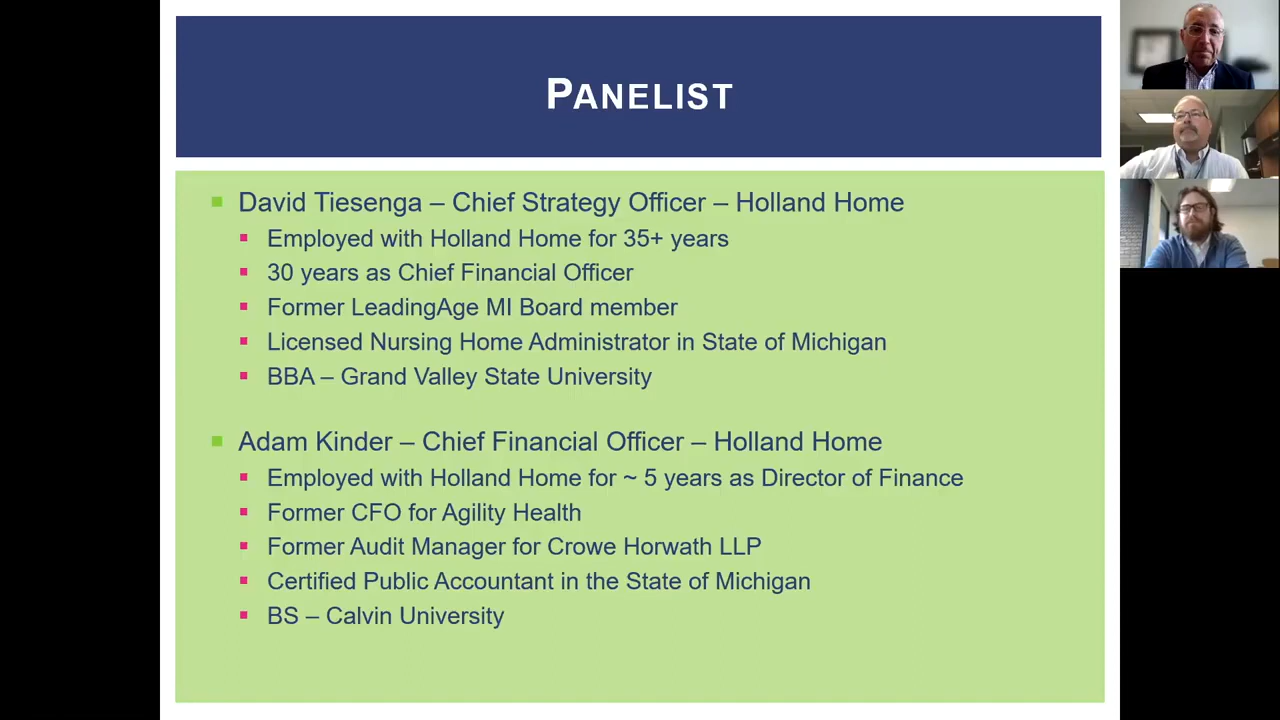 PANELIST
David Tiesenga – Chief Strategy Officer – Holland Home
Employed with Holland Home for 35+ years
30 years as Chief Financial Officer
Former LeadingAge MI Board member
Licensed Nursing Home Administrator in State of Michigan
BBA – Grand Valley State University
Adam Kinder – Chief Financial Officer – Holland Home
Employed with Holland Home for ~ 5 years as Director of Finance
Former CFO for Agility Health
Former Audit Manager for Crowe Horwath LLP
Certified Public Accountant in the State of Michigan
BS – Calvin University